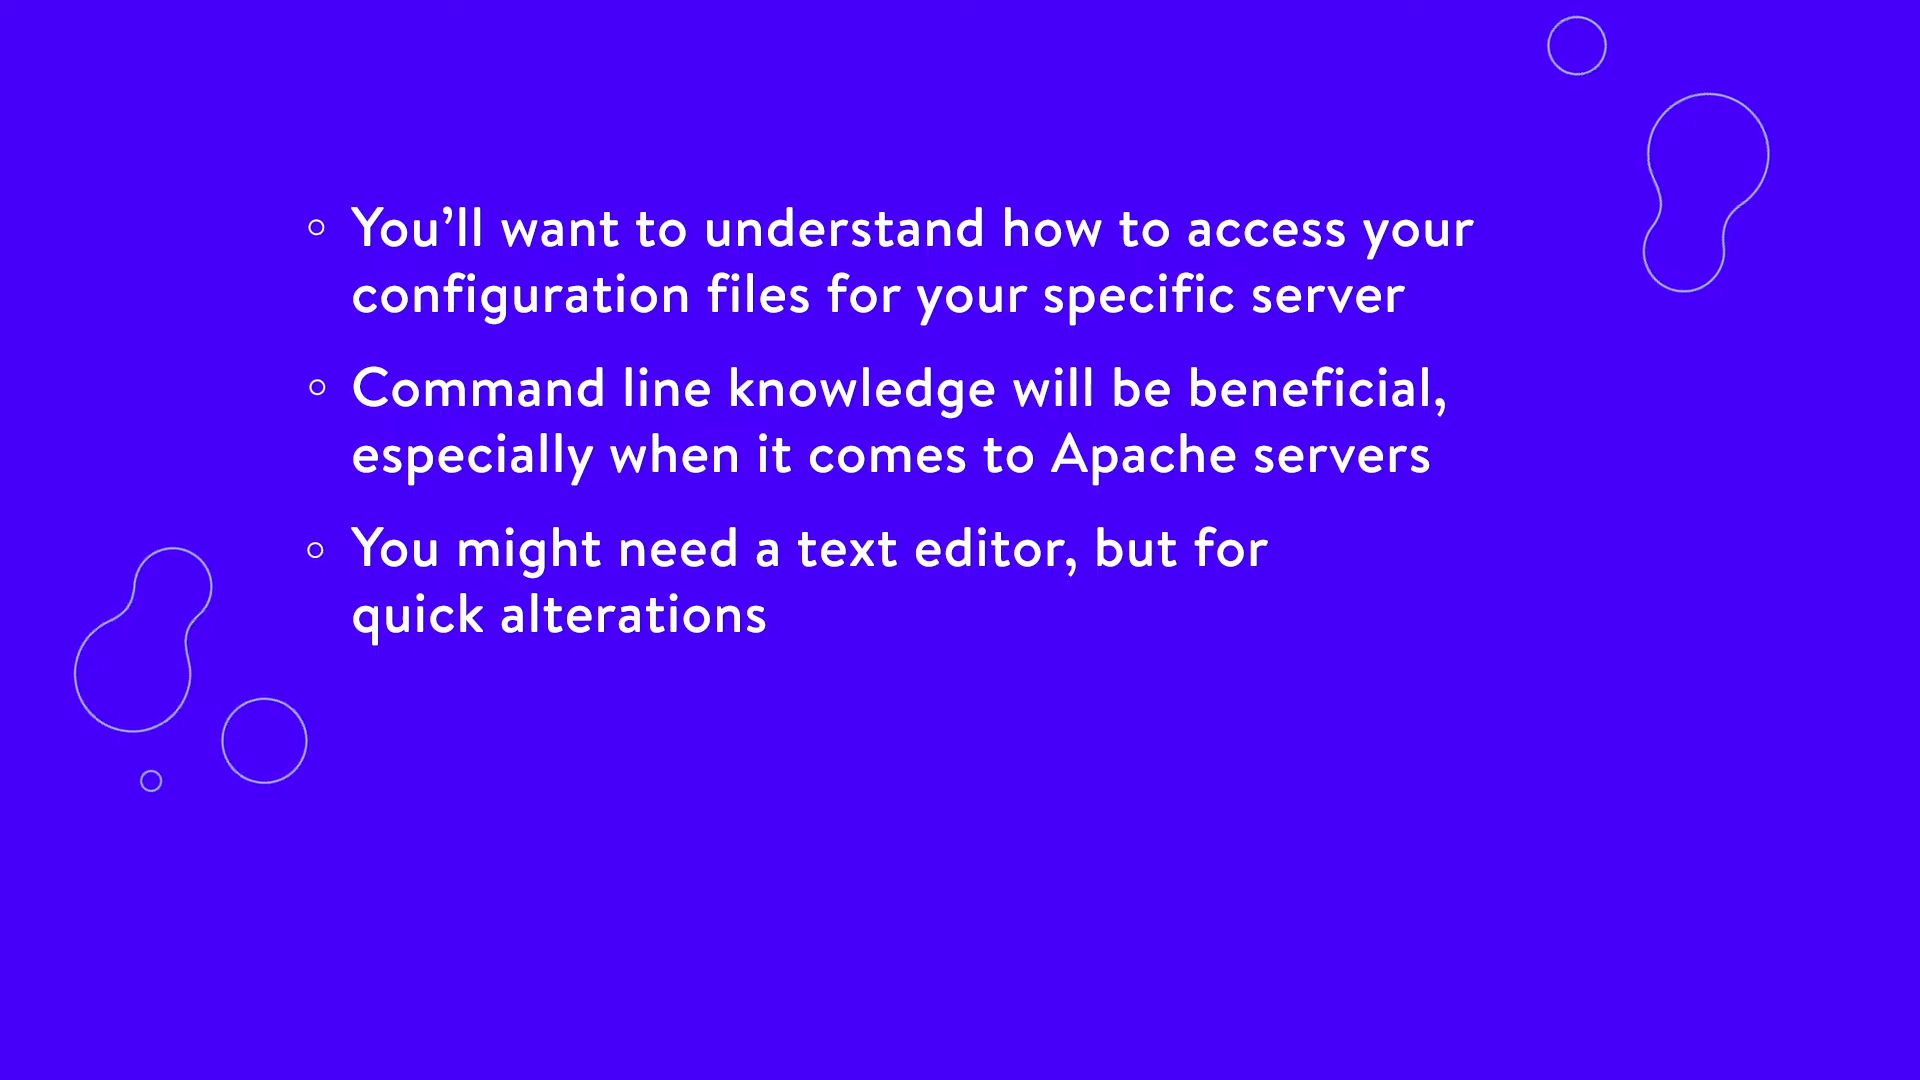 You’ll want to understand how to access your
configuration files for your specific server
Command line knowledge will be beneficial,
especially when it comes to Apache servers
You might need a text editor, but for
quick alterations